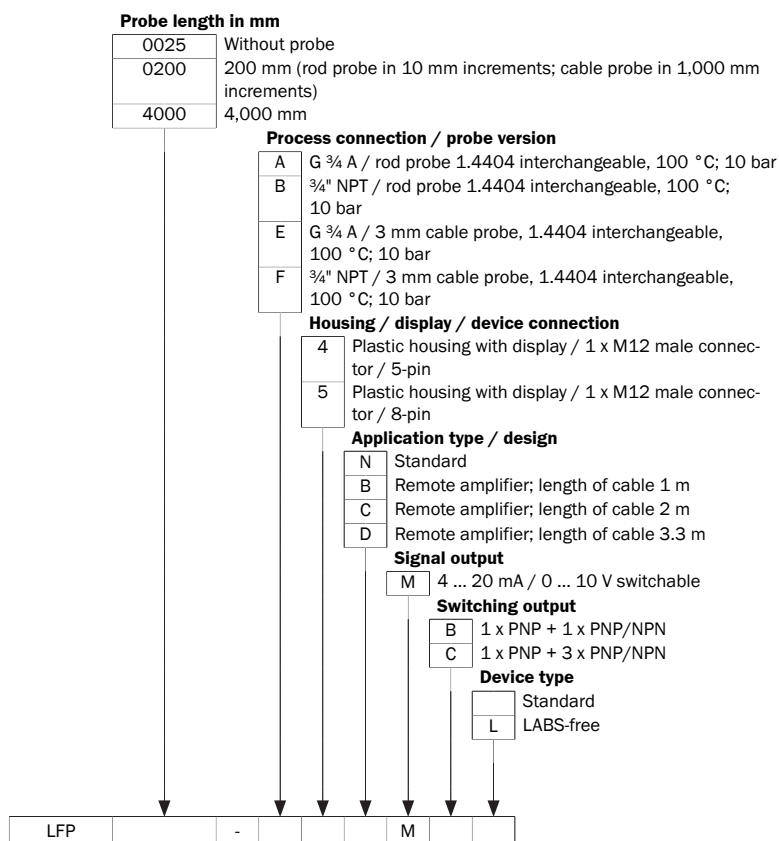 Probe length in mm
0025 Without probe
0200 200 mm (rod probe in 10 mm increments; cable probe in 1,000 mm
increments)
4000 4,000 mm
Process connection / probe version
A G ¾ A / rod probe 1.4404 interchangeable, 100 °C; 10 bar
B ¾" NPT / rod probe 1.4404 interchangeable, 100 °C;
10 bar
E G ¾ A / 3 mm cable probe, 1.4404 interchangeable,
100 °C; 10 bar
F ¾" NPT / 3 mm cable probe, 1.4404 interchangeable,
100 °C; 10 bar
Housing / display / device connection
4 Plastic housing with display / 1 x M12 male connec-
tor / 5-pin
5 Plastic housing with display / 1 x M12 male connec-
tor / 8-pin
Application type / design
N Standard
B Remote amplifier; length of cable 1 m
C Remote amplifier; length of cable 2 m
D Remote amplifier; length of cable 3.3 m
Signal output
M 4 ... 20 mA / 0 ... 10 V switchable
Switching output
B 1 x PNP + 1 x PNP/NPN
C 1 x PNP + 3 x PNP/NPN
Device type
Standard
L LABS-free
LFP - M